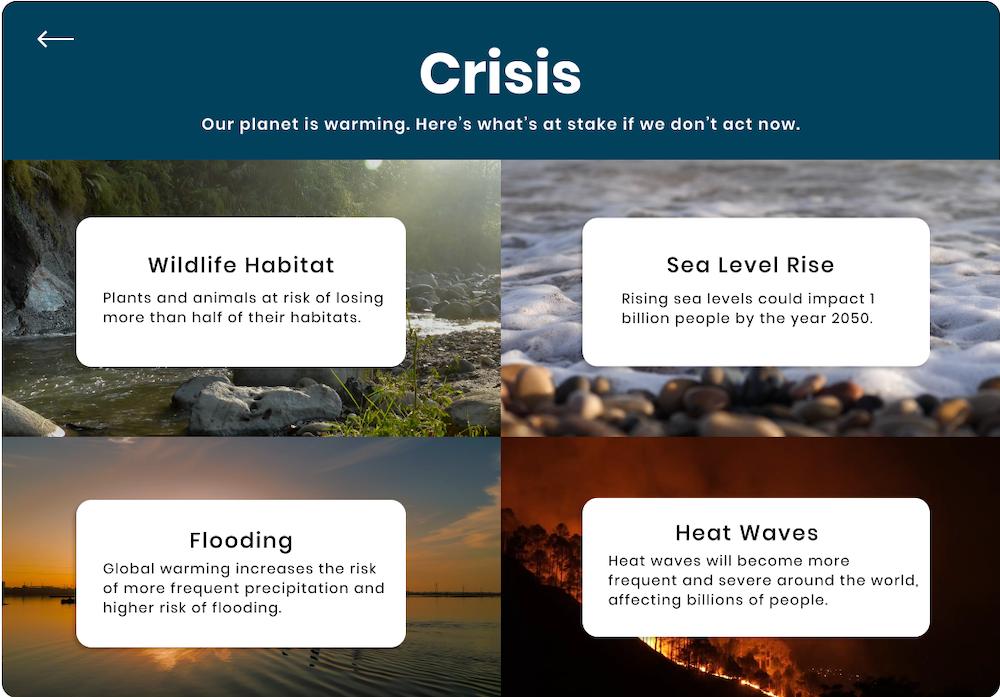 Crisis
Our planet is warming. Here's what's at stake if we don't act now.
Wildlife Habitat
Plants and animals at risk of losing
more than half of their habitats.
Sea Level Rise
Rising sea levels could impact 1
billion people by the year 2050.
Flooding
Global warming increases the risk
of more frequent precipitation and
higher risk of flooding.
Heat Waves
Heat waves will become more
frequent and severe around the world,
affecting billions of people.